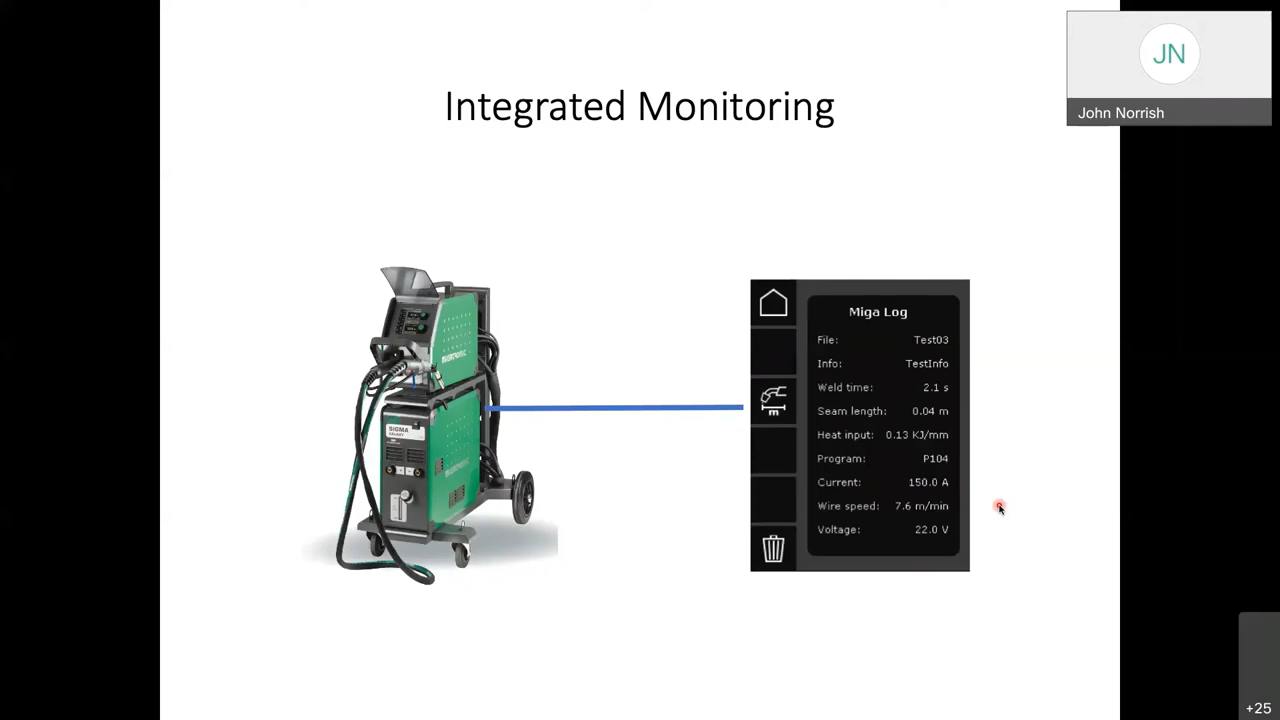 Integrated Monitoring
JN
John Norrish
SIGMA
Miga Log
File: Test03
Info: TestInfo
Weld time: 2.1 s
Seam length: 0.04 m
Heat input: 0.13 KJ/mm
Program: P104
Current: 150.0 A
Wire speed: 7.6 m/min
Voltage: 22.0 V
m
+25